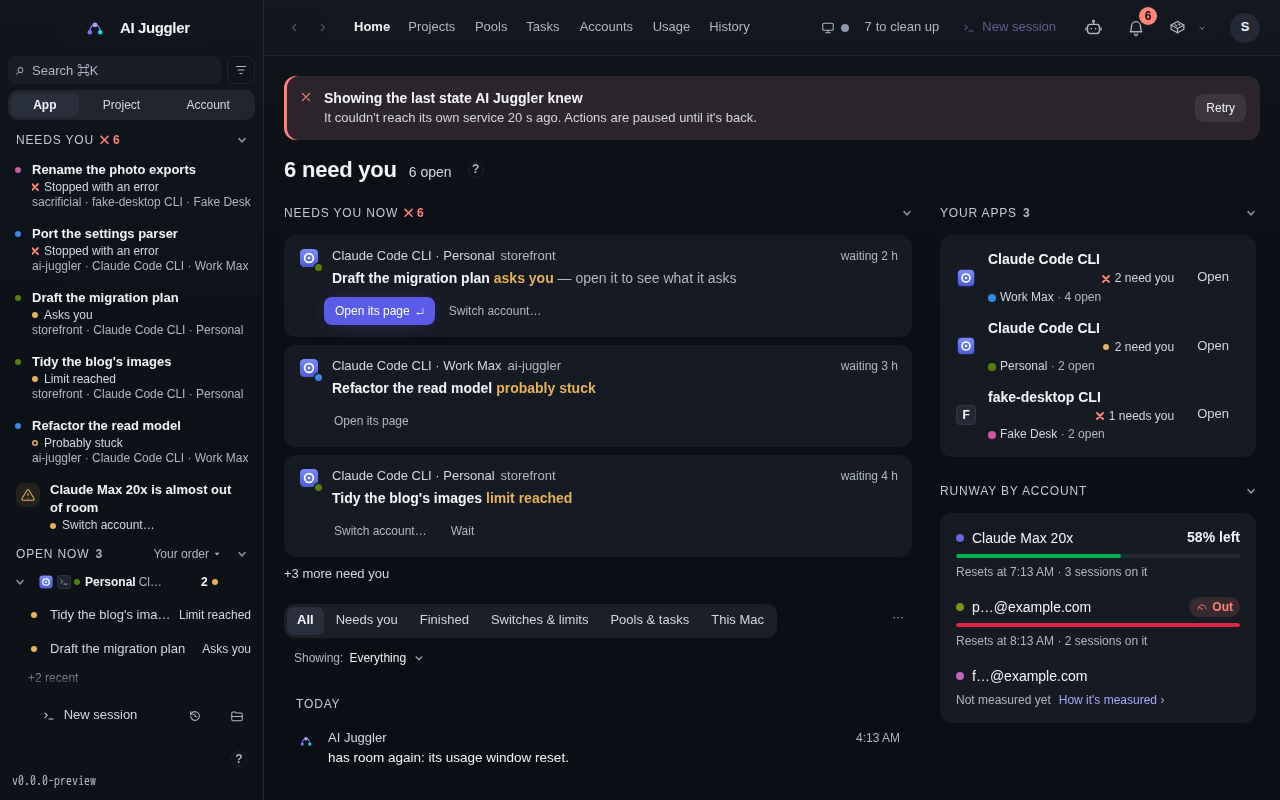 AI Juggler
Search ⌘K
App Project Account
NEEDS YOU 6
Rename the photo exports
Stopped with an error
sacrificial · fake-desktop CLI · Fake Desk
Port the settings parser
Stopped with an error
ai-juggler · Claude Code CLI · Work Max
Draft the migration plan
Asks you
storefront · Claude Code CLI · Personal
Tidy the blog's images
Limit reached
storefront · Claude Code CLI · Personal
Refactor the read model
Probably stuck
ai-juggler · Claude Code CLI · Work Max
Claude Max 20x is almost out
of room
Switch account…
OPEN NOW 3 Your order
Personal Cl… 2
Tidy the blog's ima… Limit reached
Draft the migration plan Asks you
+2 recent
New session
?
v0.0.0-preview
Home Projects Pools Tasks Accounts Usage History
7 to clean up
New session
6
S
Showing the last state AI Juggler knew
It couldn't reach its own service 20 s ago. Actions are paused until it's back.
Retry
6 need you 6 open ?
NEEDS YOU NOW 6
Claude Code CLI · Personal storefront waiting 2 h
Draft the migration plan asks you — open it to see what it asks
Open its page Switch account…
Claude Code CLI · Work Max ai-juggler waiting 3 h
Refactor the read model probably stuck
Open its page
Claude Code CLI · Personal storefront waiting 4 h
Tidy the blog's images limit reached
Switch account… Wait
+3 more need you
All Needs you Finished Switches & limits Pools & tasks This Mac
···
Showing: Everything
TODAY
AI Juggler 4:13 AM
has room again: its usage window reset.
YOUR APPS 3
Claude Code CLI
2 need you Open
Work Max · 4 open
Claude Code CLI
2 need you Open
Personal · 2 open
F fake-desktop CLI
1 needs you Open
Fake Desk · 2 open
RUNWAY BY ACCOUNT
Claude Max 20x 58% left
Resets at 7:13 AM · 3 sessions on it
p…@example.com Out
Resets at 8:13 AM · 2 sessions on it
f…@example.com
Not measured yet How it's measured ›